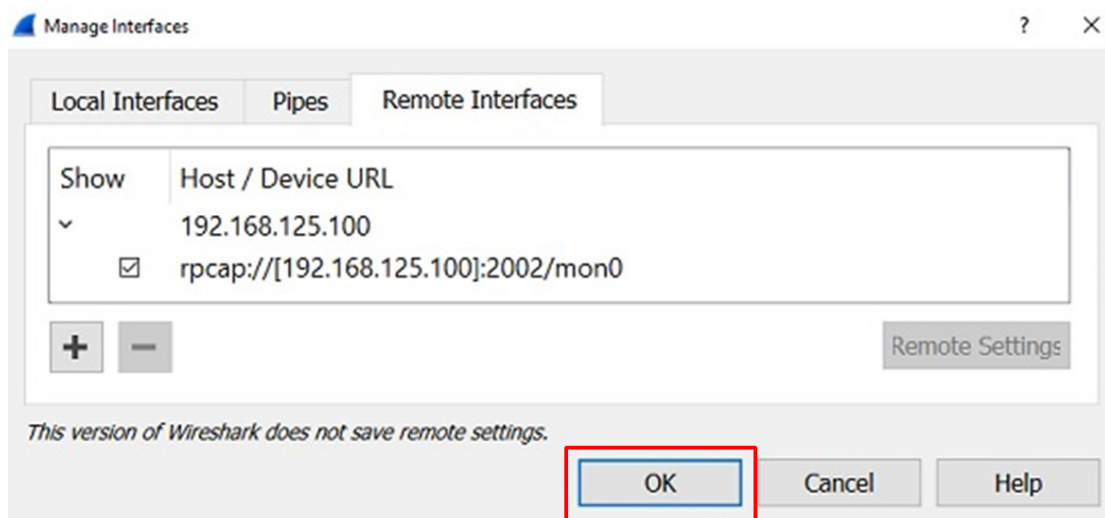 Manage Interfaces ? ×
Local Interfaces Pipes Remote Interfaces
Show Host / Device URL
192.168.125.100
rpcap://[192.168.125.100]:2002/mon0
+ −
Remote Settings
This version of Wireshark does not save remote settings.
OK Cancel Help